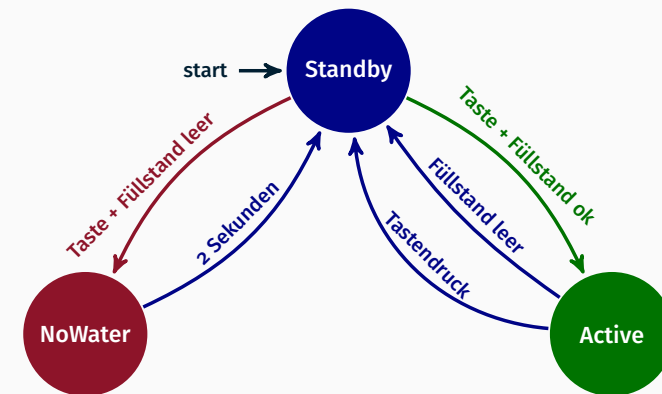 start
Standby
Taste + Füllstand leer
Taste + Füllstand ok
2 Sekunden
Füllstand leer
Tastendruck
NoWater
Active